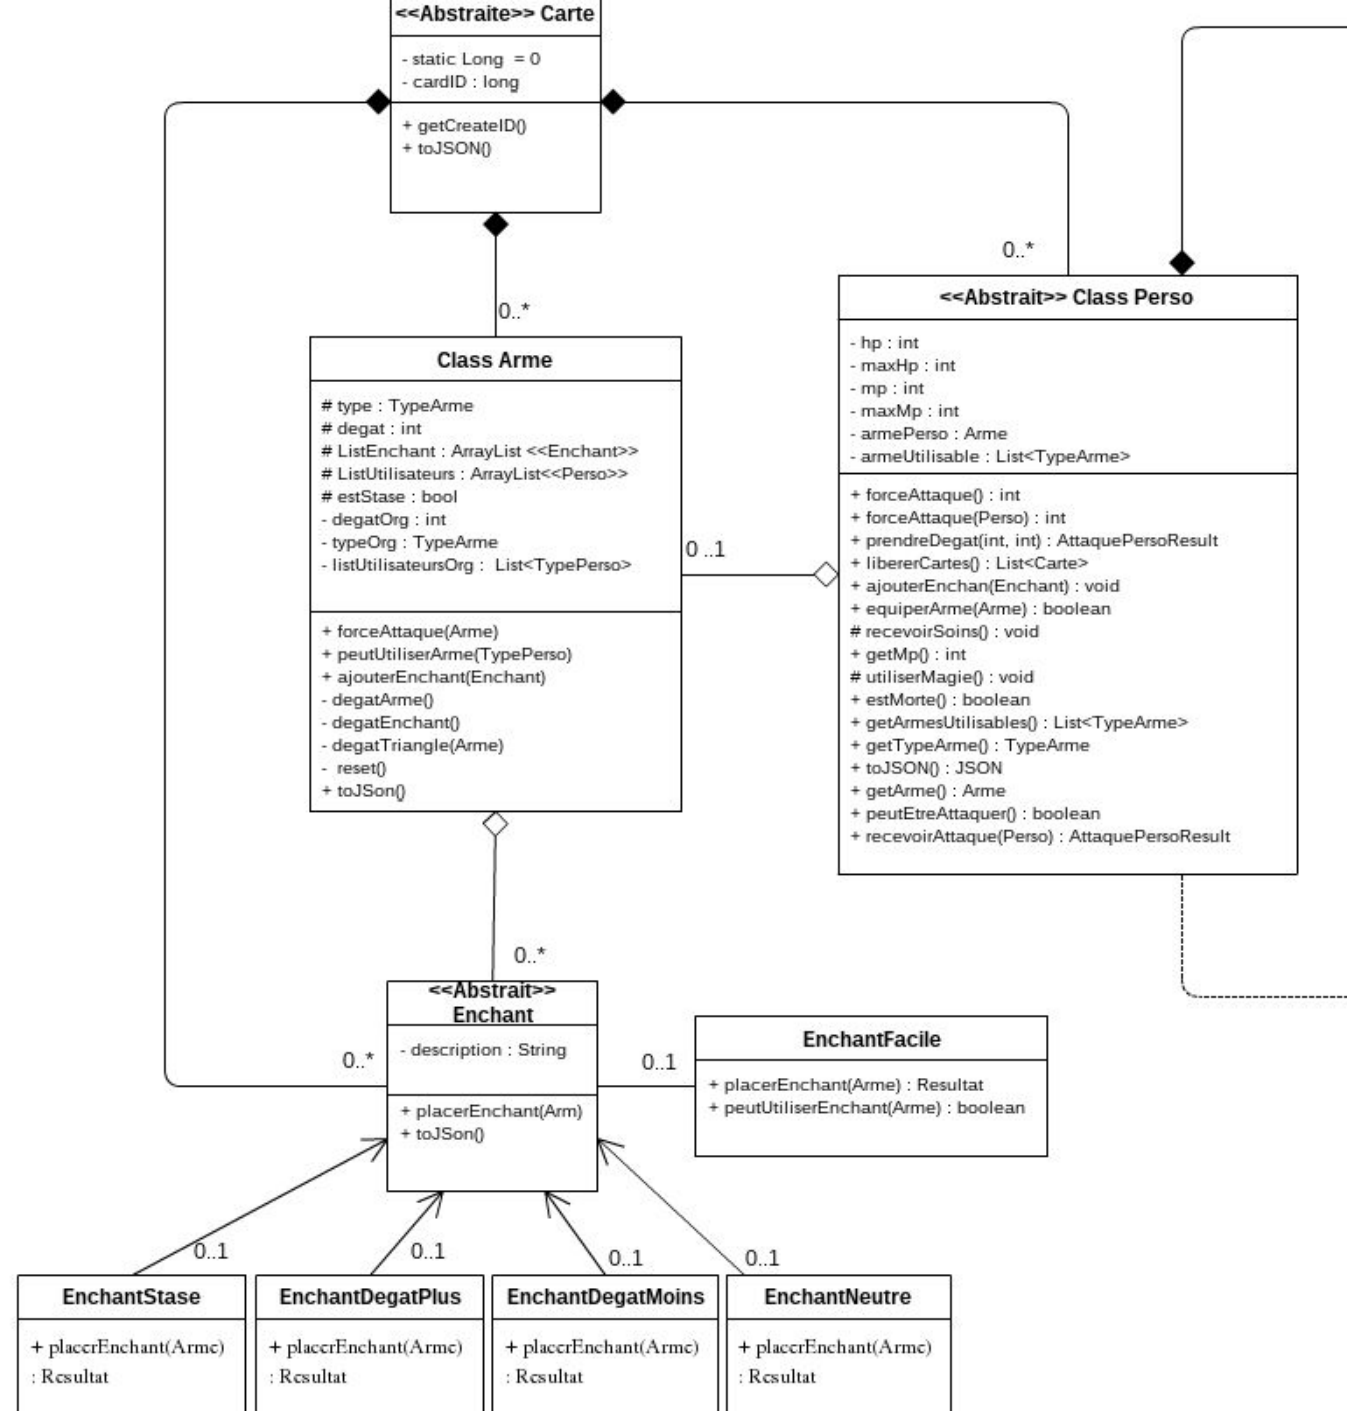 <<Abstraite>> Carte
- static Long = 0
- cardID : long
+ getCreateID()
+ toJSON()
0..*
0..*
<<Abstrait>> Class Perso
- hp : int
- maxHp : int
- mp : int
- maxMp : int
- armePerso : Arme
- armeUtilisable : List<TypeArme>
+ forceAttaque() : int
+ forceAttaque(Perso) : int
+ prendreDegat(int, int) : AttaquePersoResult
+ libererCartes() : List<Carte>
+ ajouterEnchan(Enchant) : void
+ equiperArme(Arme) : boolean
# recevoirSoins() : void
+ getMp() : int
# utiliserMagie() : void
+ estMorte() : boolean
+ getArmesUtilisables() : List<TypeArme>
+ getTypeArme() : TypeArme
+ toJSON() : JSON
+ getArme() : Arme
+ peutEtreAttaquer() : boolean
+ recevoirAttaque(Perso) : AttaquePersoResult
Class Arme
# type : TypeArme
# degat : int
# ListEnchant : ArrayList <<Enchant>>
# ListUtilisateurs : ArrayList<<Perso>>
# estStase : bool
- degatOrg : int
- typeOrg : TypeArme
- listUtilisateursOrg : List<TypePerso>
+ forceAttaque(Arme)
+ peutUtiliserArme(TypePerso)
+ ajouterEnchant(Enchant)
- degatArme()
- degatEnchant()
- degatTriangle(Arme)
- reset()
+ toJSon()
0 ..1
0..*
<<Abstrait>>
Enchant
- description : String
+ placerEnchant(Arm)
+ toJSon()
0..*
0..1
EnchantFacile
+ placerEnchant(Arme) : Resultat
+ peutUtiliserEnchant(Arme) : boolean
0..1
0..1
0..1
0..1
EnchantStase
+ placerEnchant(Arme)
: Resultat
EnchantDegatPlus
+ placerEnchant(Arme)
: Resultat
EnchantDegatMoins
+ placerEnchant(Arme)
: Resultat
EnchantNeutre
+ placerEnchant(Arme)
: Resultat